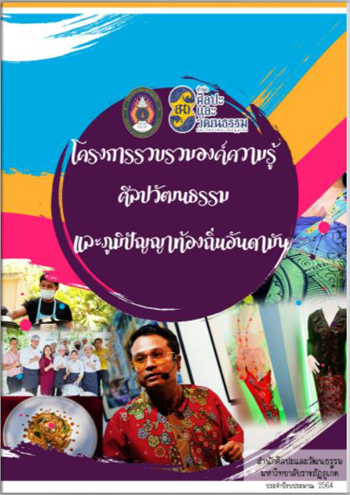 สำนัก
ศิลปะ
และ
วัฒนธรรม
โครงการรวบรวมองค์ความรู้
ศิลปวัฒนธรรม
และภูมิปัญญาท้องถิ่นอันดามัน
สำนักศิลปะและวัฒนธรรม
มหาวิทยาลัยราชภัฏภูเก็ต
ประจำปีงบประมาณ 2564